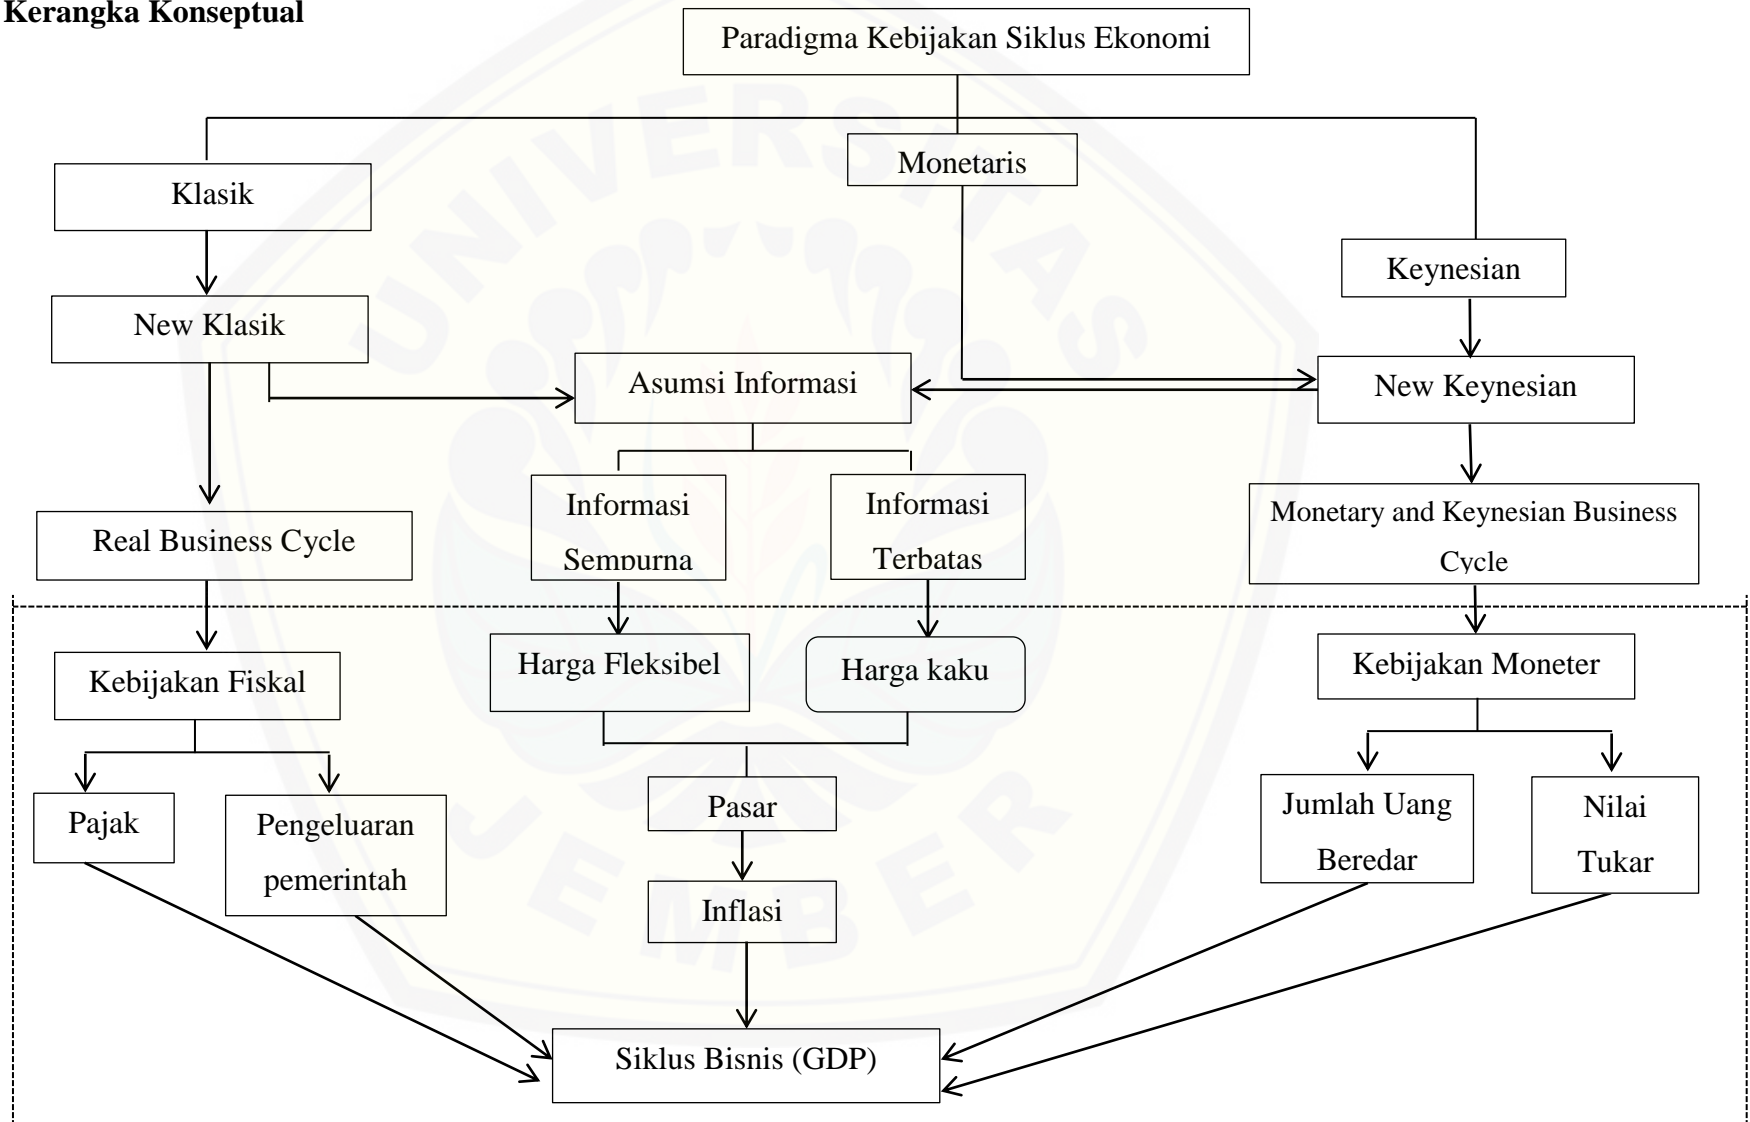 Kerangka Konseptual
Paradigma Kebijakan Siklus Ekonomi
Monetaris
Klasik
Keynesian
New Klasik
Asumsi Informasi
New Keynesian
Informasi
Sempurna
Informasi
Terbatas
Monetary and Keynesian Business
Cycle
Real Business Cycle
Harga Fleksibel
Harga kaku
Kebijakan Moneter
Kebijakan Fiskal
Pajak
Pengeluaran
pemerintah
Pasar
Jumlah Uang
Beredar
Nilai
Tukar
Inflasi
Siklus Bisnis (GDP)
UNIVERSITAS
JEMBER